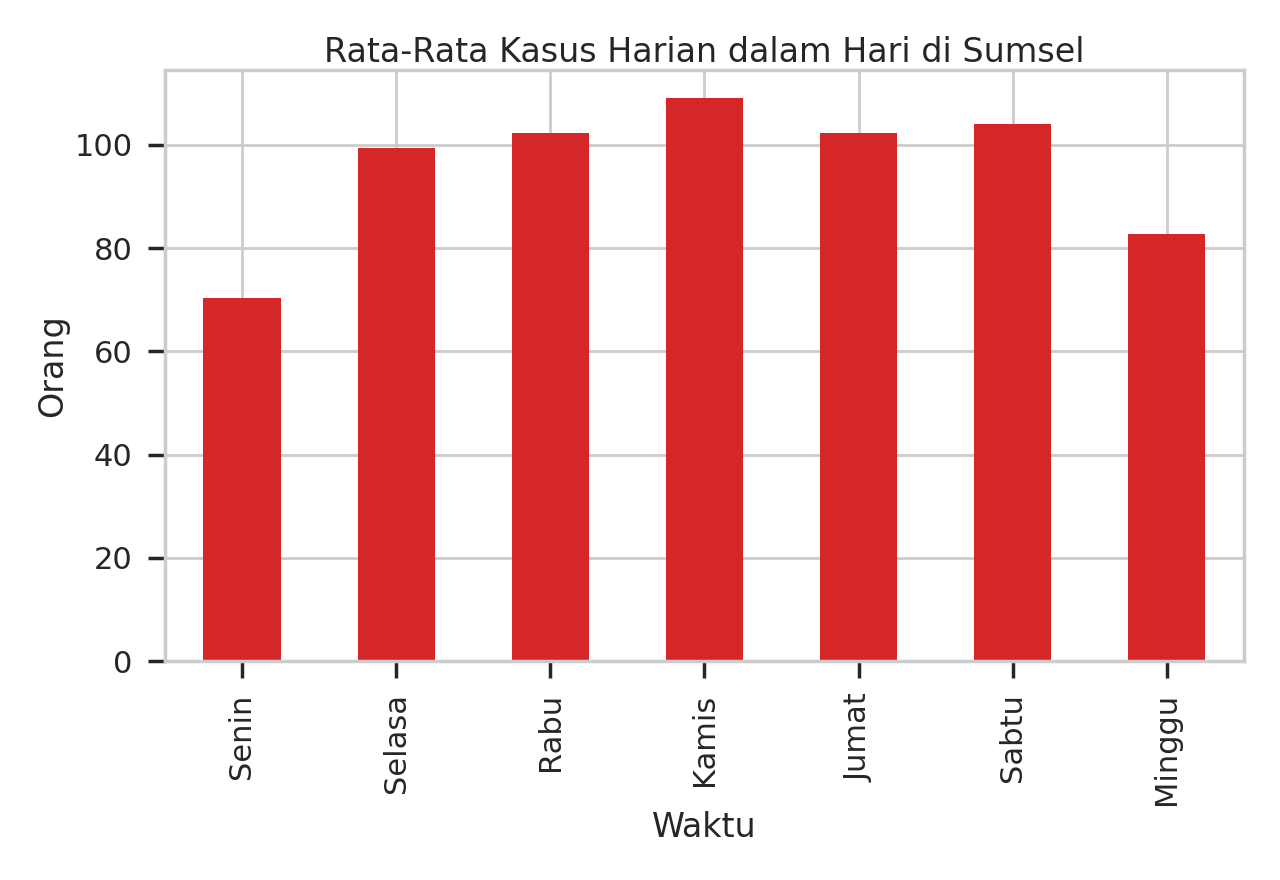 Rata-Rata Kasus Harian dalam Hari di Sumsel
Orang
100
80
60
40
20
0
Senin
Selasa
Rabu
Kamis
Jumat
Sabtu
Minggu
Waktu